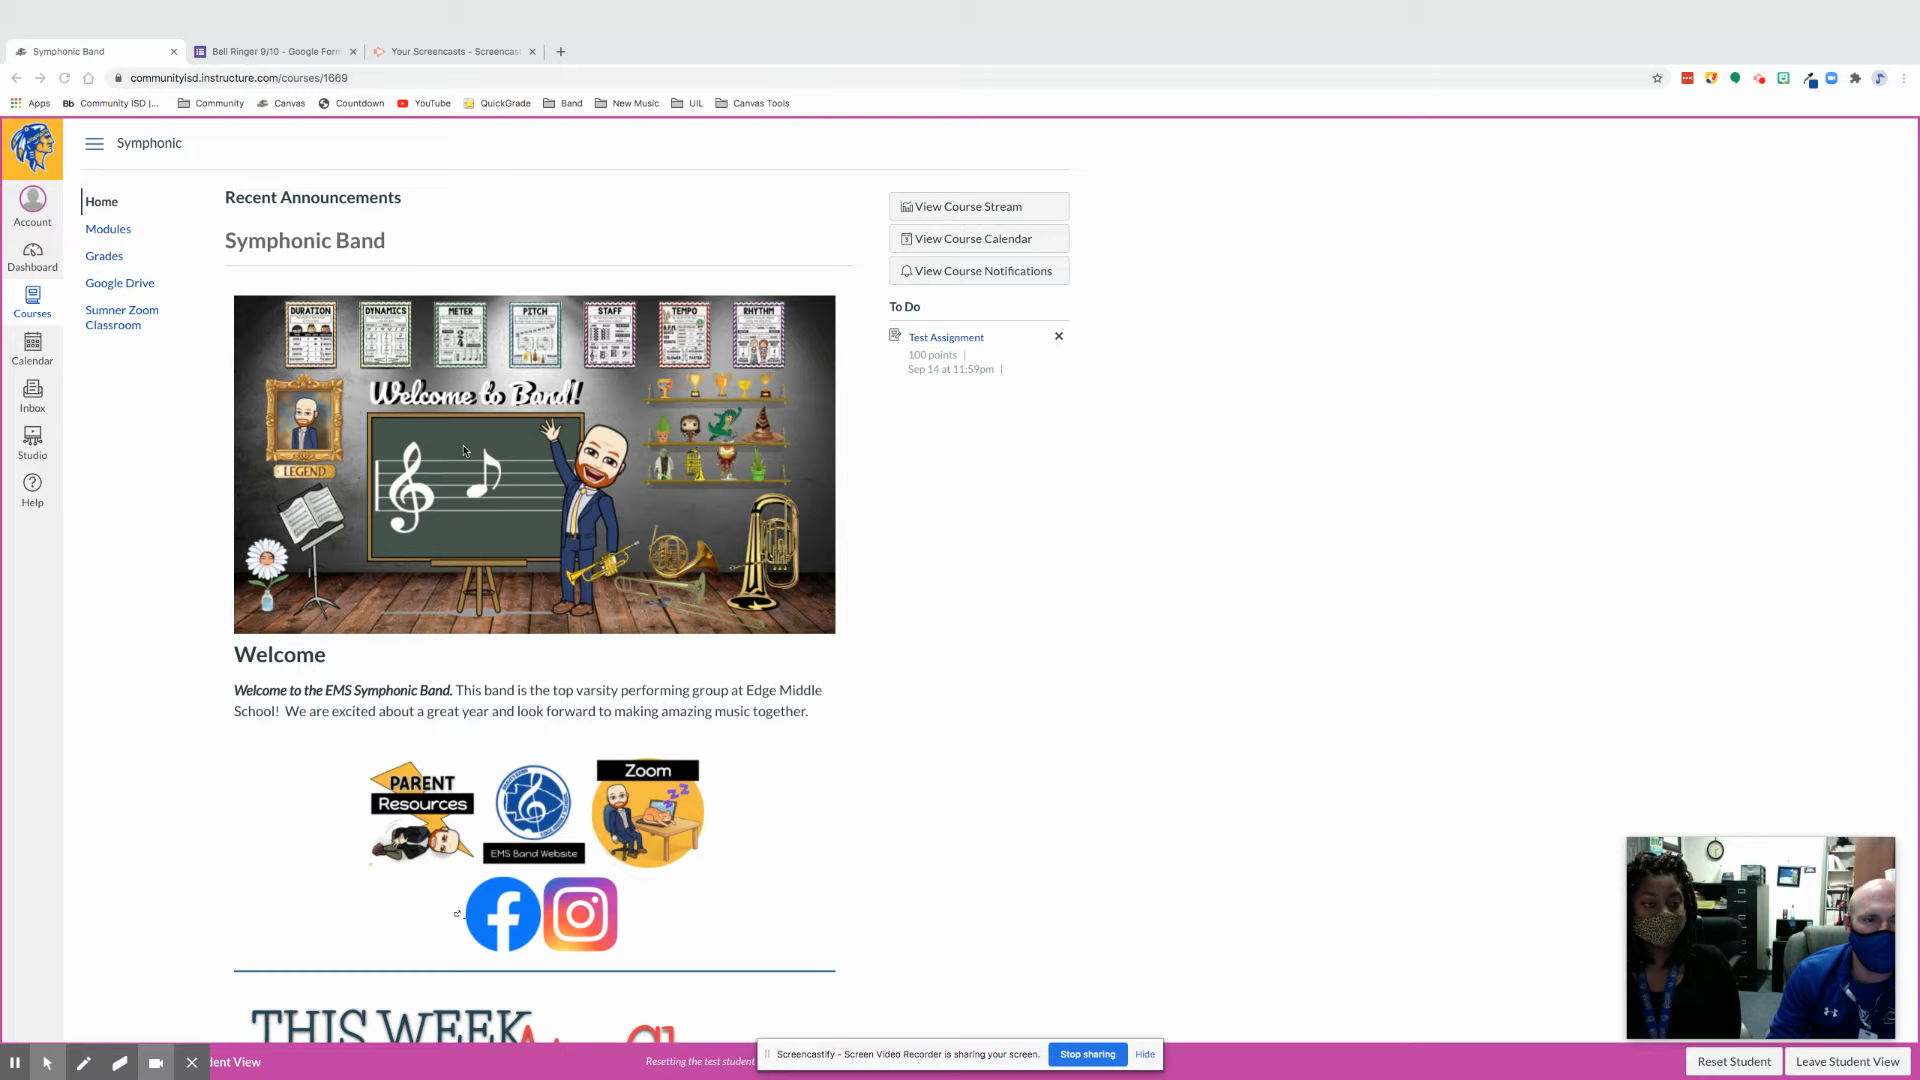 Symphonic Band
Bell Ringer 9/10 - Google Form
Your Screencasts - Screencast
communityisd.instructure.com/courses/1669
Apps
Bb Community ISD |...
Community
Canvas
Countdown
YouTube
QuickGrade
Band
New Music
UIL
Canvas Tools
Symphonic
Account
Dashboard
Courses
Calendar
Inbox
Studio
Help
Home
Modules
Grades
Google Drive
Sumner Zoom
Classroom
Recent Announcements
Symphonic Band
DURATION
DYNAMICS
METER
PITCH
STAFF
TEMPO
RHYTHM
Welcome to Band!
LEGEND
Welcome
Welcome to the EMS Symphonic Band. This band is the top varsity performing group at Edge Middle
School! We are excited about a great year and look forward to making amazing music together.
PARENT
Resources
EMS Band Website
Zoom
THIS WEEK
View Course Stream
View Course Calendar
View Course Notifications
To Do
Test Assignment
100 points |
Sep 14 at 11:59pm |
dent View
Resetting the test student
Screencastify - Screen Video Recorder is sharing your screen.
Stop sharing
Hide
Reset Student
Leave Student View